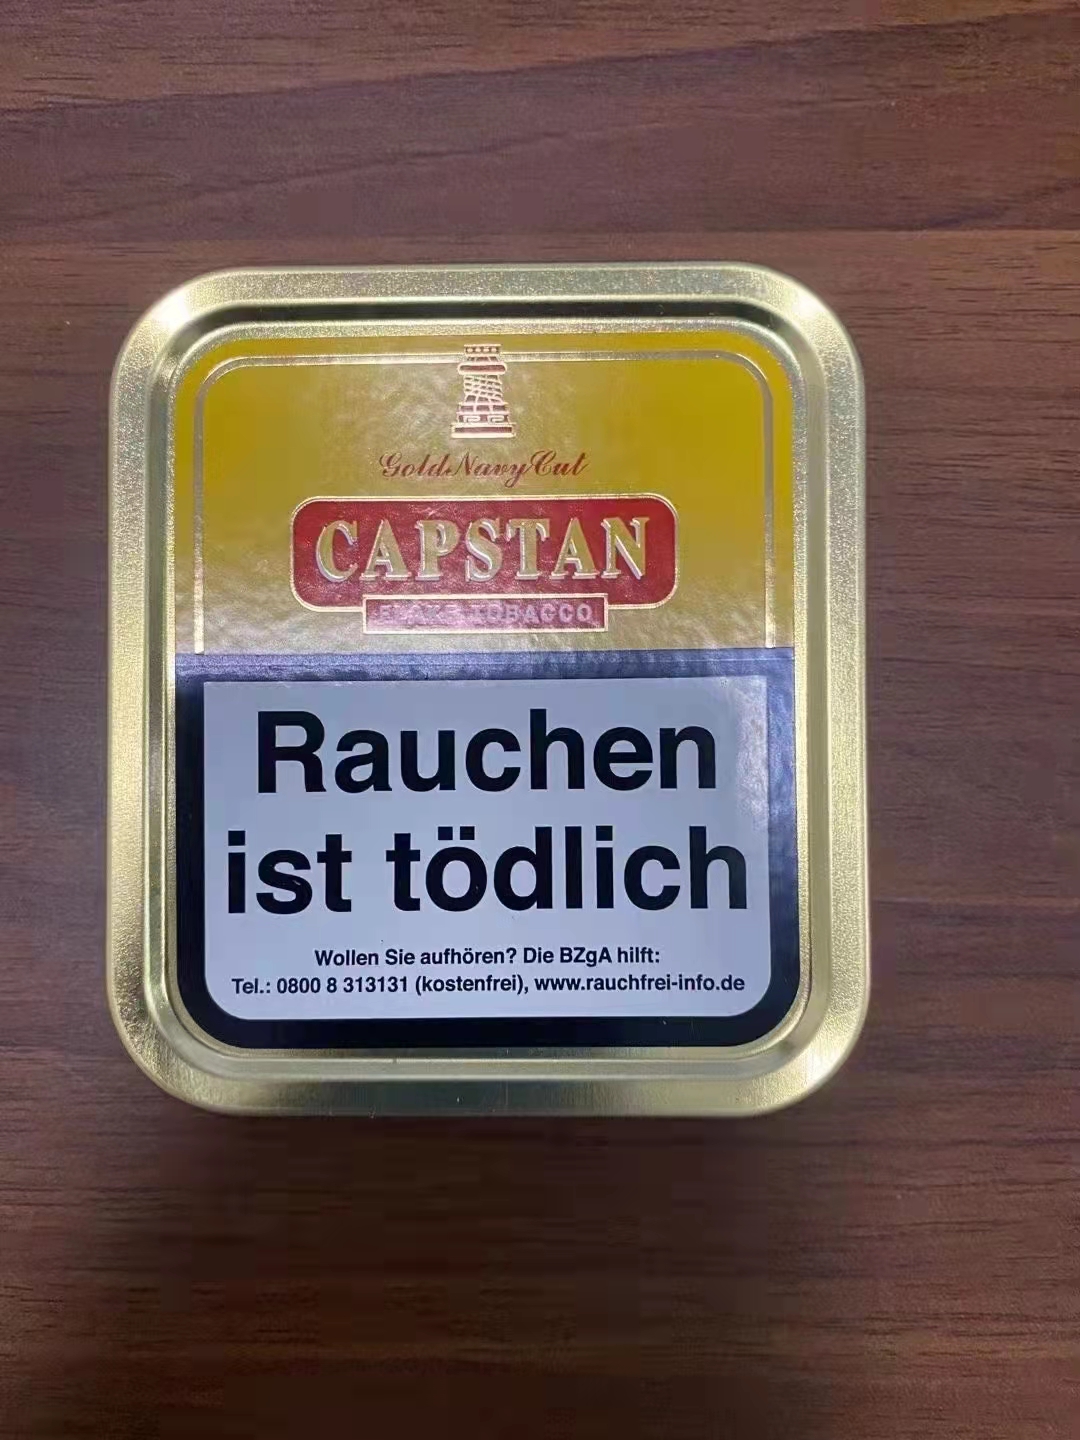 Gold Navy Cut
CAPSTAN
FLAKE TOBACCO
Rauchen
ist tödlich
Wollen Sie aufhören? Die BZgA hilft:
Tel.: 0800 8 313131 (kostenfrei), www.rauchfrei-info.de